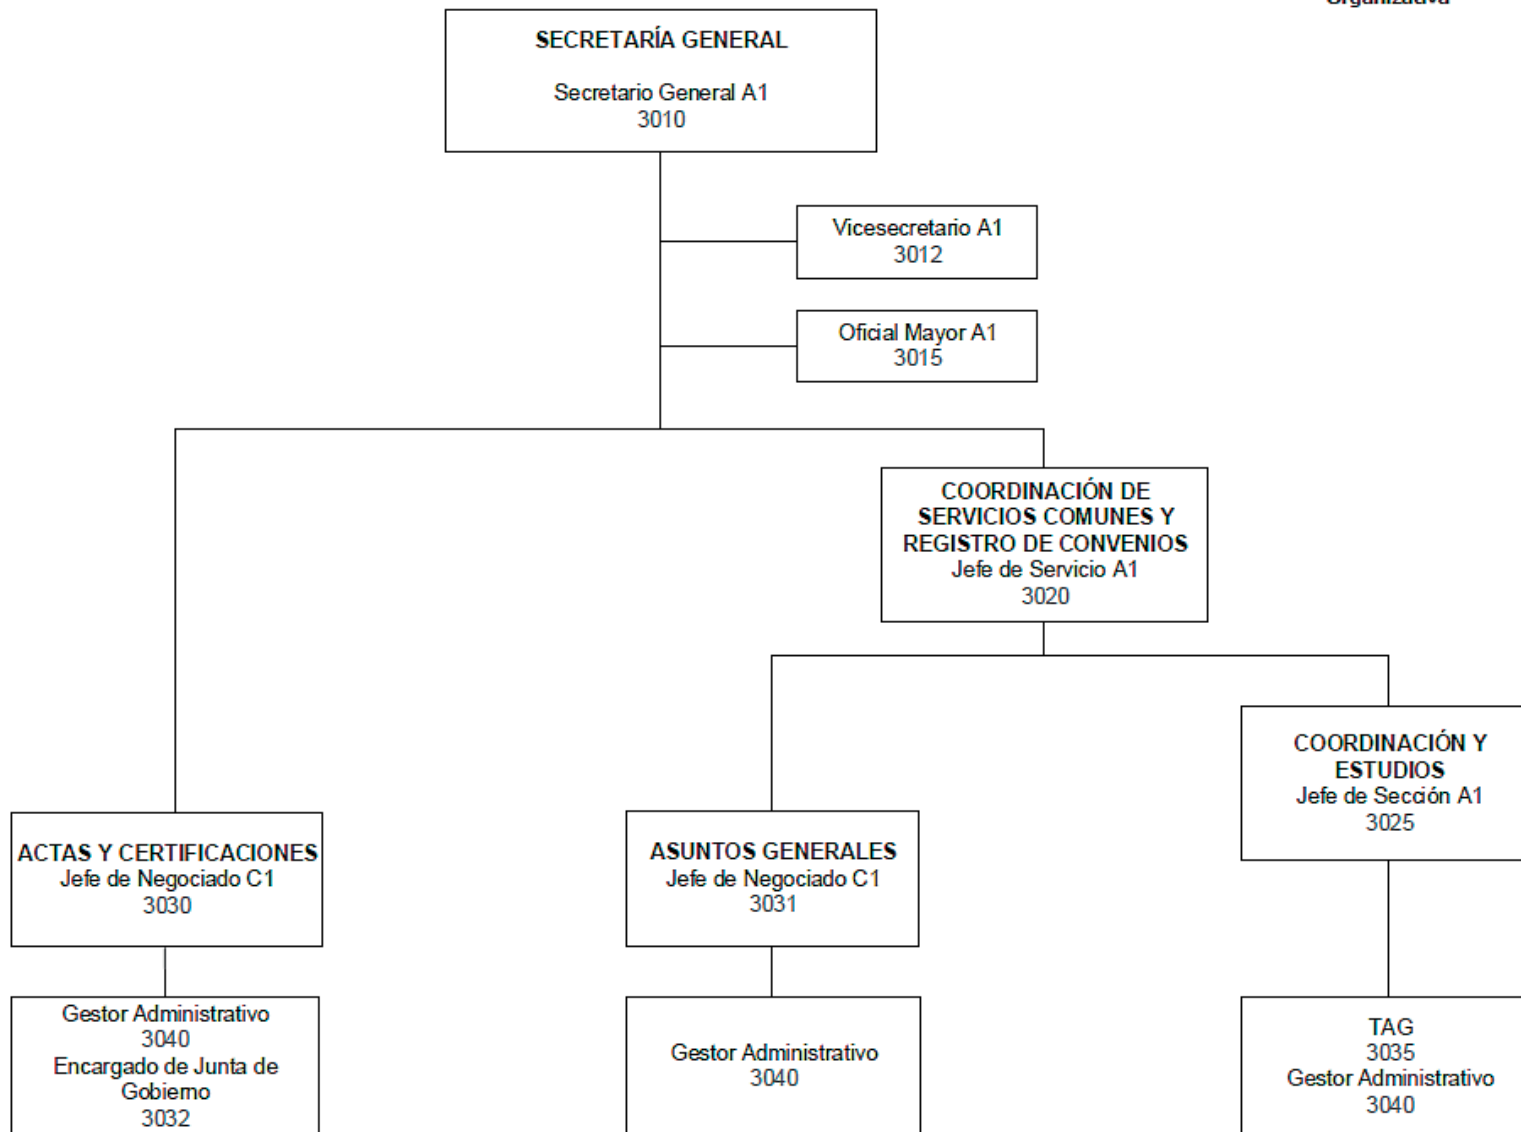 Organizativa
SECRETARÍA GENERAL
Secretario General A1
3010
Vicesecretario A1
3012
Oficial Mayor A1
3015
COORDINACIÓN DE
SERVICIOS COMUNES Y
REGISTRO DE CONVENIOS
Jefe de Servicio A1
3020
COORDINACIÓN Y
ESTUDIOS
Jefe de Sección A1
3025
ACTAS Y CERTIFICACIONES
Jefe de Negociado C1
3030
ASUNTOS GENERALES
Jefe de Negociado C1
3031
Gestor Administrativo
3040
Encargado de Junta de
Gobierno
3032
Gestor Administrativo
3040
TAG
3035
Gestor Administrativo
3040